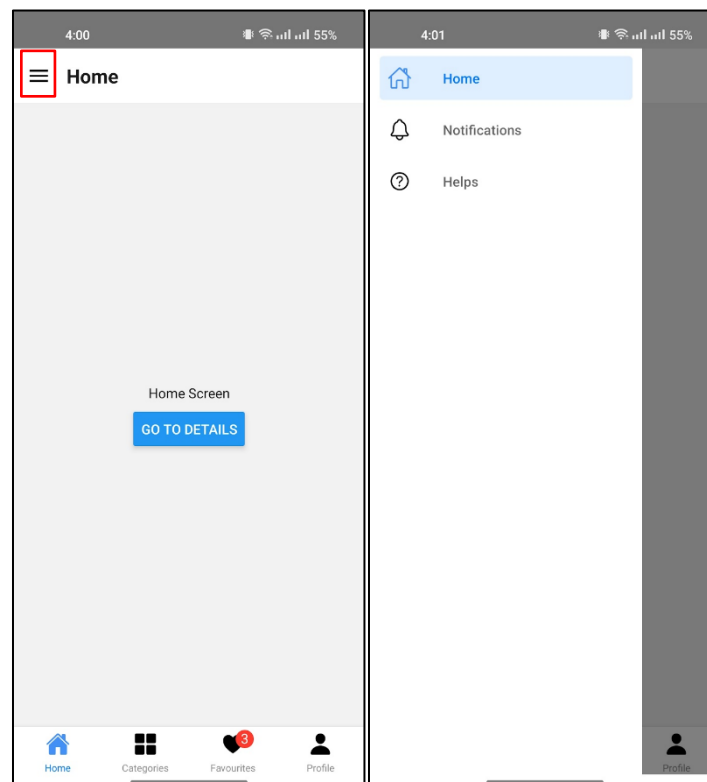 4:00 55%
Home
Home Screen
GO TO DETAILS
3
Home Categories Favourites Profile
4:01 55%
Home
Notifications
Helps
Profile